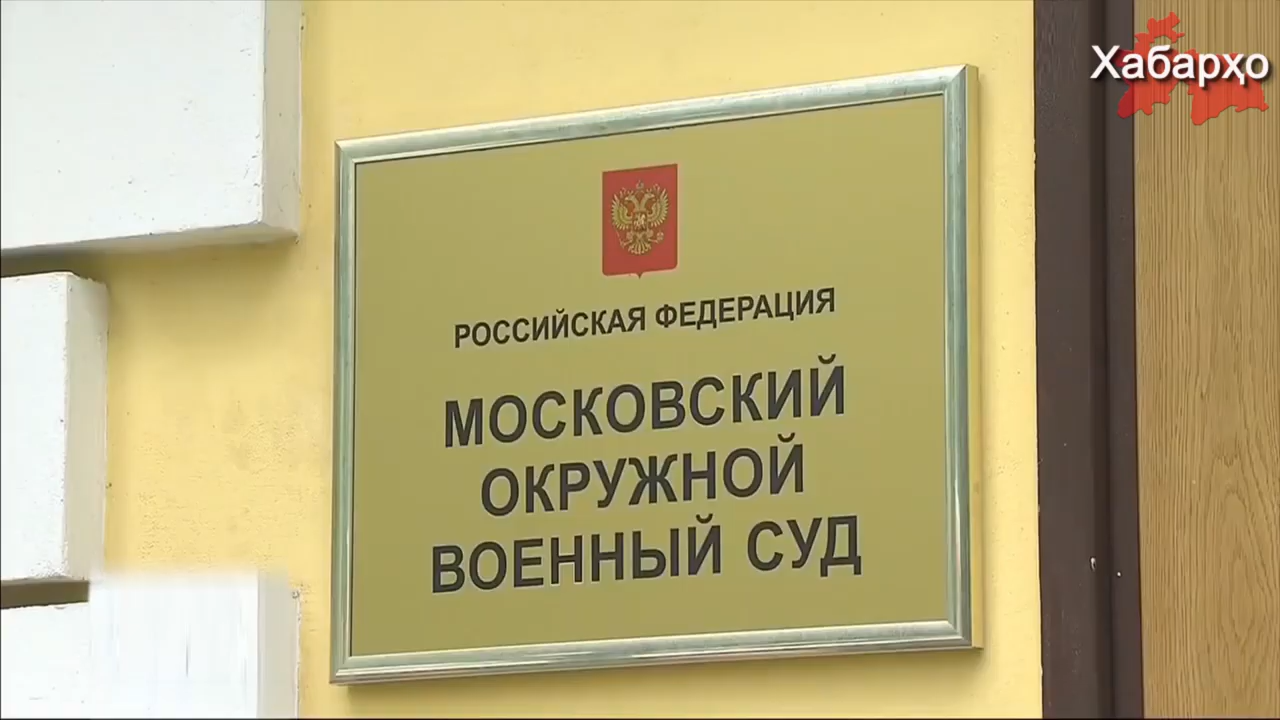 Хабарҳо
РОССИЙСКАЯ ФЕДЕРАЦИЯ
МОСКОВСКИЙ
ОКРУЖНОЙ
ВОЕННЫЙ СУД